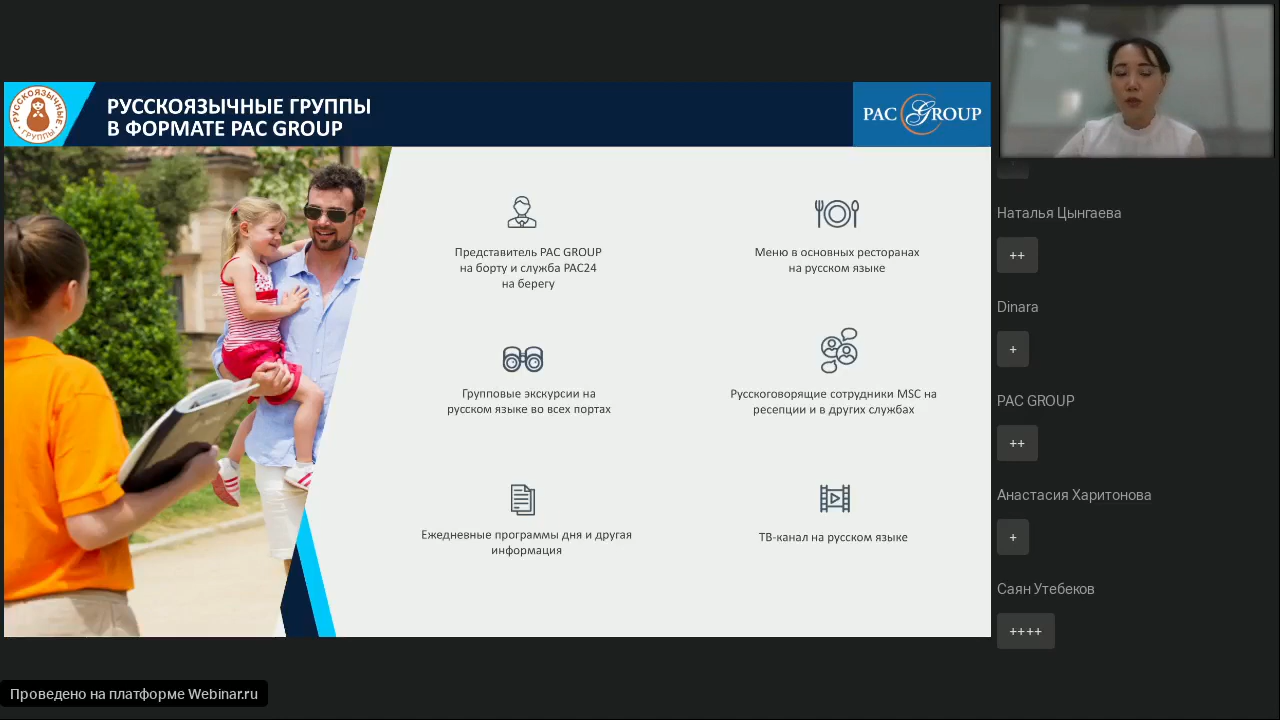 РУССКОЯЗЫЧНЫЕ
ГРУППЫ
РУССКОЯЗЫЧНЫЕ ГРУППЫ
В ФОРМАТЕ PAC GROUP
PAC GROUP
Представитель PAC GROUP
на борту и служба PAC24
на берегу
Меню в основных ресторанах
на русском языке
Групповые экскурсии на
русском языке во всех портах
Русскоговорящие сотрудники MSC на
ресепции и в других службах
Ежедневные программы дня и другая
информация
ТВ-канал на русском языке
Наталья Цынгаева
++
Dinara
+
PAC GROUP
++
Анастасия Харитонова
+
Саян Утебеков
++++
Проведено на платформе Webinar.ru